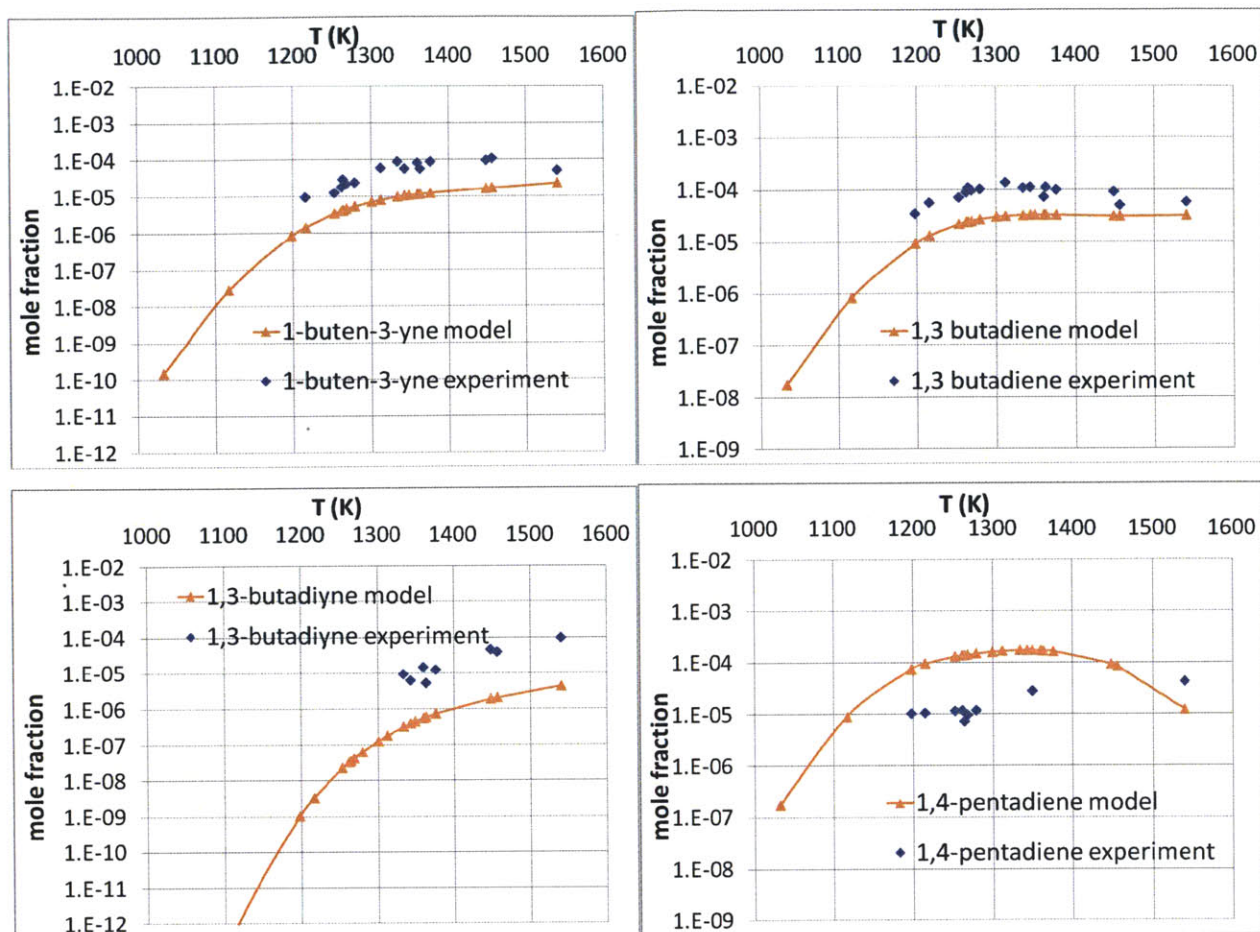 T (K)
1000 1100 1200 1300 1400 1500 1600
1.E-02
1.E-03
1.E-04
1.E-05
1.E-06
1.E-07
1.E-08
1.E-09
1.E-10
1.E-11
1.E-12
mole fraction
1-buten-3-yne model
1-buten-3-yne experiment
T (K)
1000 1100 1200 1300 1400 1500 1600
1.E-02
1.E-03
1.E-04
1.E-05
1.E-06
1.E-07
1.E-08
1.E-09
mole fraction
1,3 butadiene model
1,3 butadiene experiment
T (K)
1000 1100 1200 1300 1400 1500 1600
1.E-02
1.E-03
1.E-04
1.E-05
1.E-06
1.E-07
1.E-08
1.E-09
1.E-10
1.E-11
1.E-12
mole fraction
1,3-butadiyne model
1,3-butadiyne experiment
T (K)
1000 1100 1200 1300 1400 1500 1600
1.E-02
1.E-03
1.E-04
1.E-05
1.E-06
1.E-07
1.E-08
1.E-09
mole fraction
1,4-pentadiene model
1,4-pentadiene experiment